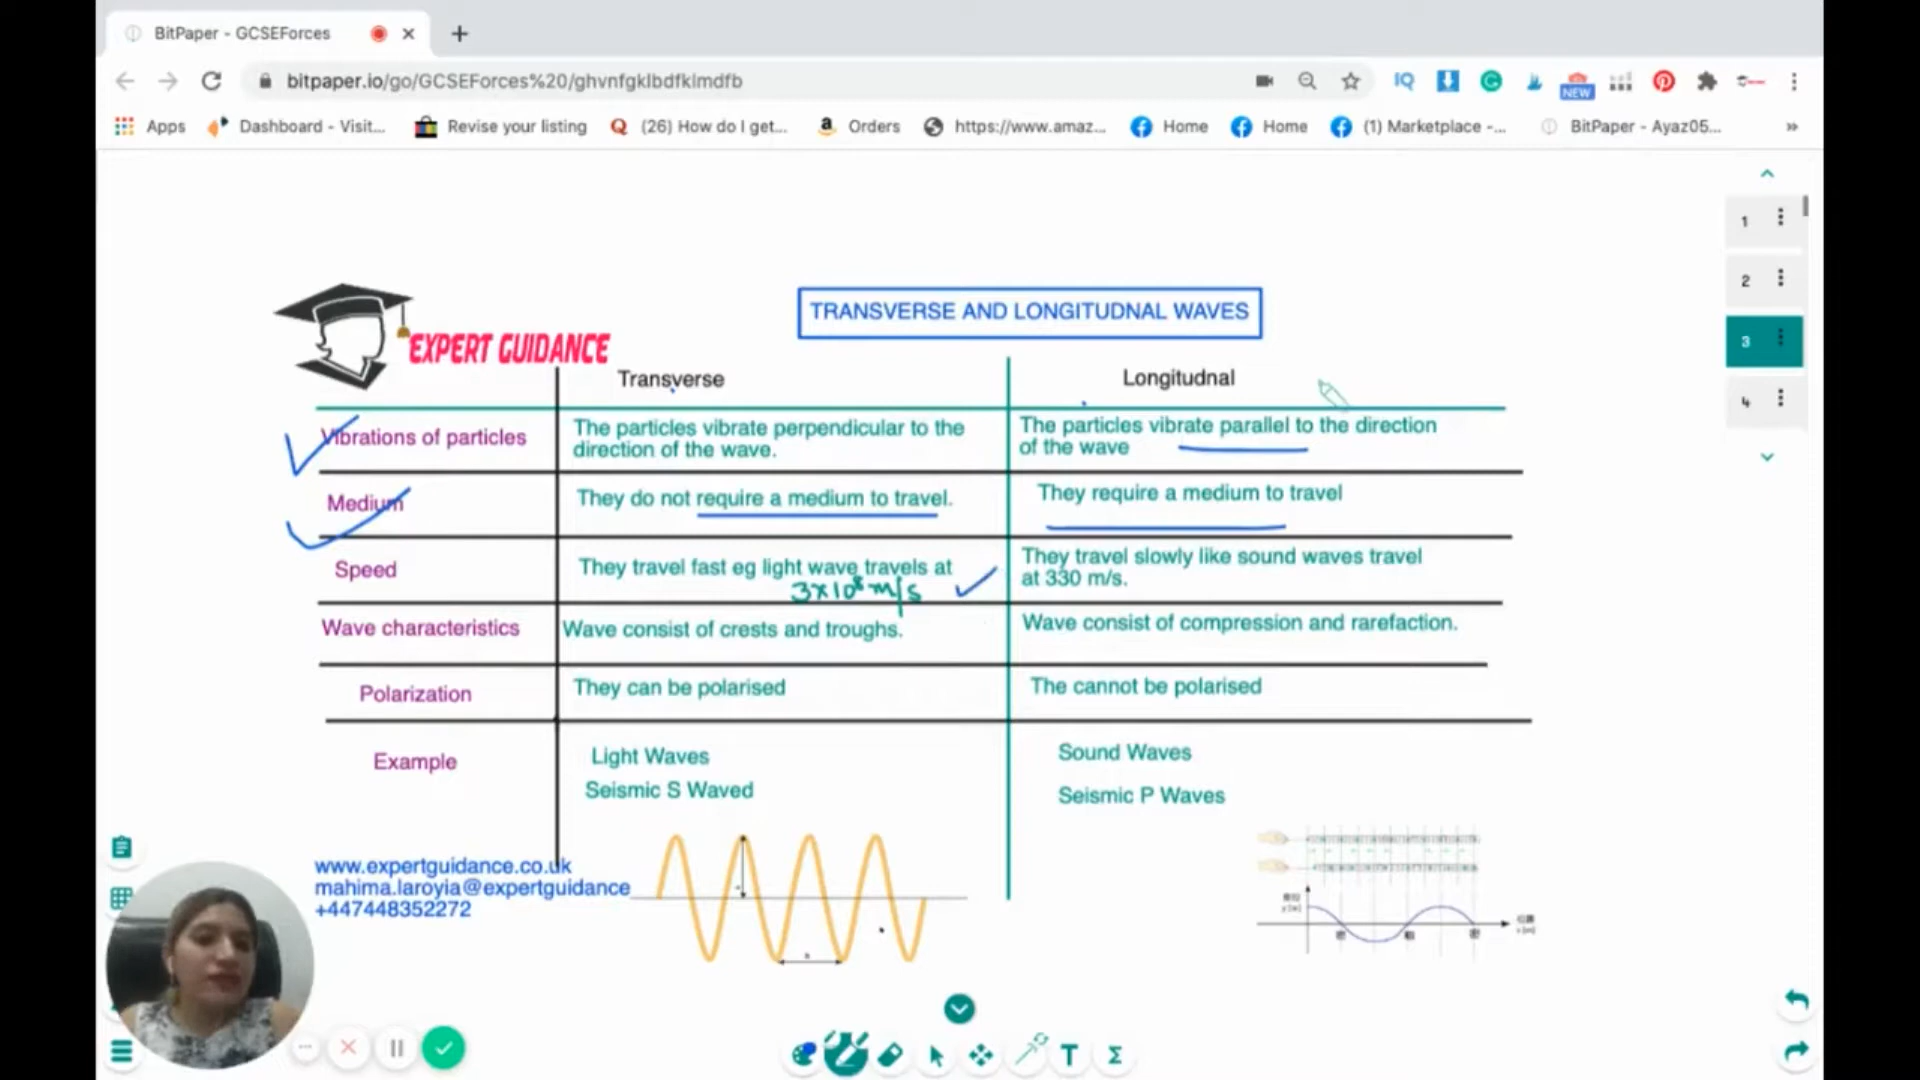 BitPaper - GCSEForces
bitpaper.io/go/GCSEForces%20/ghvnfgklbdfklmdfb
IQ
NEW
Apps
Dashboard - Visit...
Revise your listing
(26) How do I get...
Orders
https://www.amaz...
Home
Home
(1) Marketplace -...
BitPaper - Ayaz05...
1
2
3
4
EXPERT GUIDANCE
TRANSVERSE AND LONGITUDNAL WAVES
Transverse
Longitudnal
Vibrations of particles
The particles vibrate perpendicular to the
direction of the wave.
The particles vibrate parallel to the direction
of the wave
Medium
They do not require a medium to travel.
They require a medium to travel
Speed
They travel fast eg light wave travels at
3x10⁸ m/s
They travel slowly like sound waves travel
at 330 m/s.
Wave characteristics
Wave consist of crests and troughs.
Wave consist of compression and rarefaction.
Polarization
They can be polarised
The cannot be polarised
Example
Light Waves
Seismic S Waved
Sound Waves
Seismic P Waves
www.expertguidance.co.uk
mahima.laroyia@expertguidance
+447448352272
T
Σ